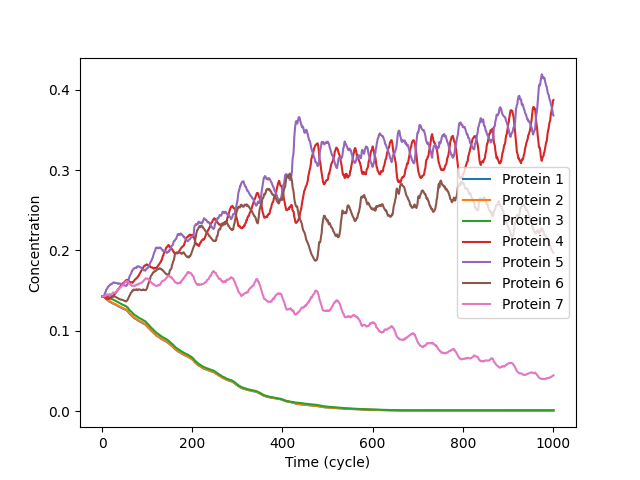 0.4
0.3
0.2
0.1
0.0
Concentration
0
200
400
600
800
1000
Time (cycle)
Protein 1
Protein 2
Protein 3
Protein 4
Protein 5
Protein 6
Protein 7